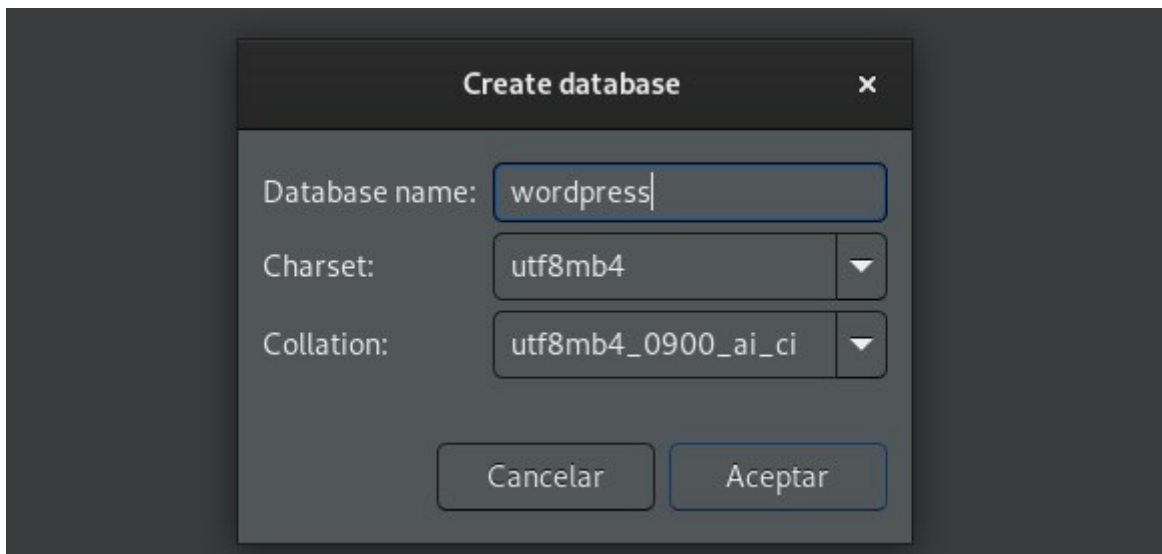 Create database ×
Database name: wordpress
Charset: utf8mb4
Collation: utf8mb4_0900_ai_ci
Cancelar Aceptar